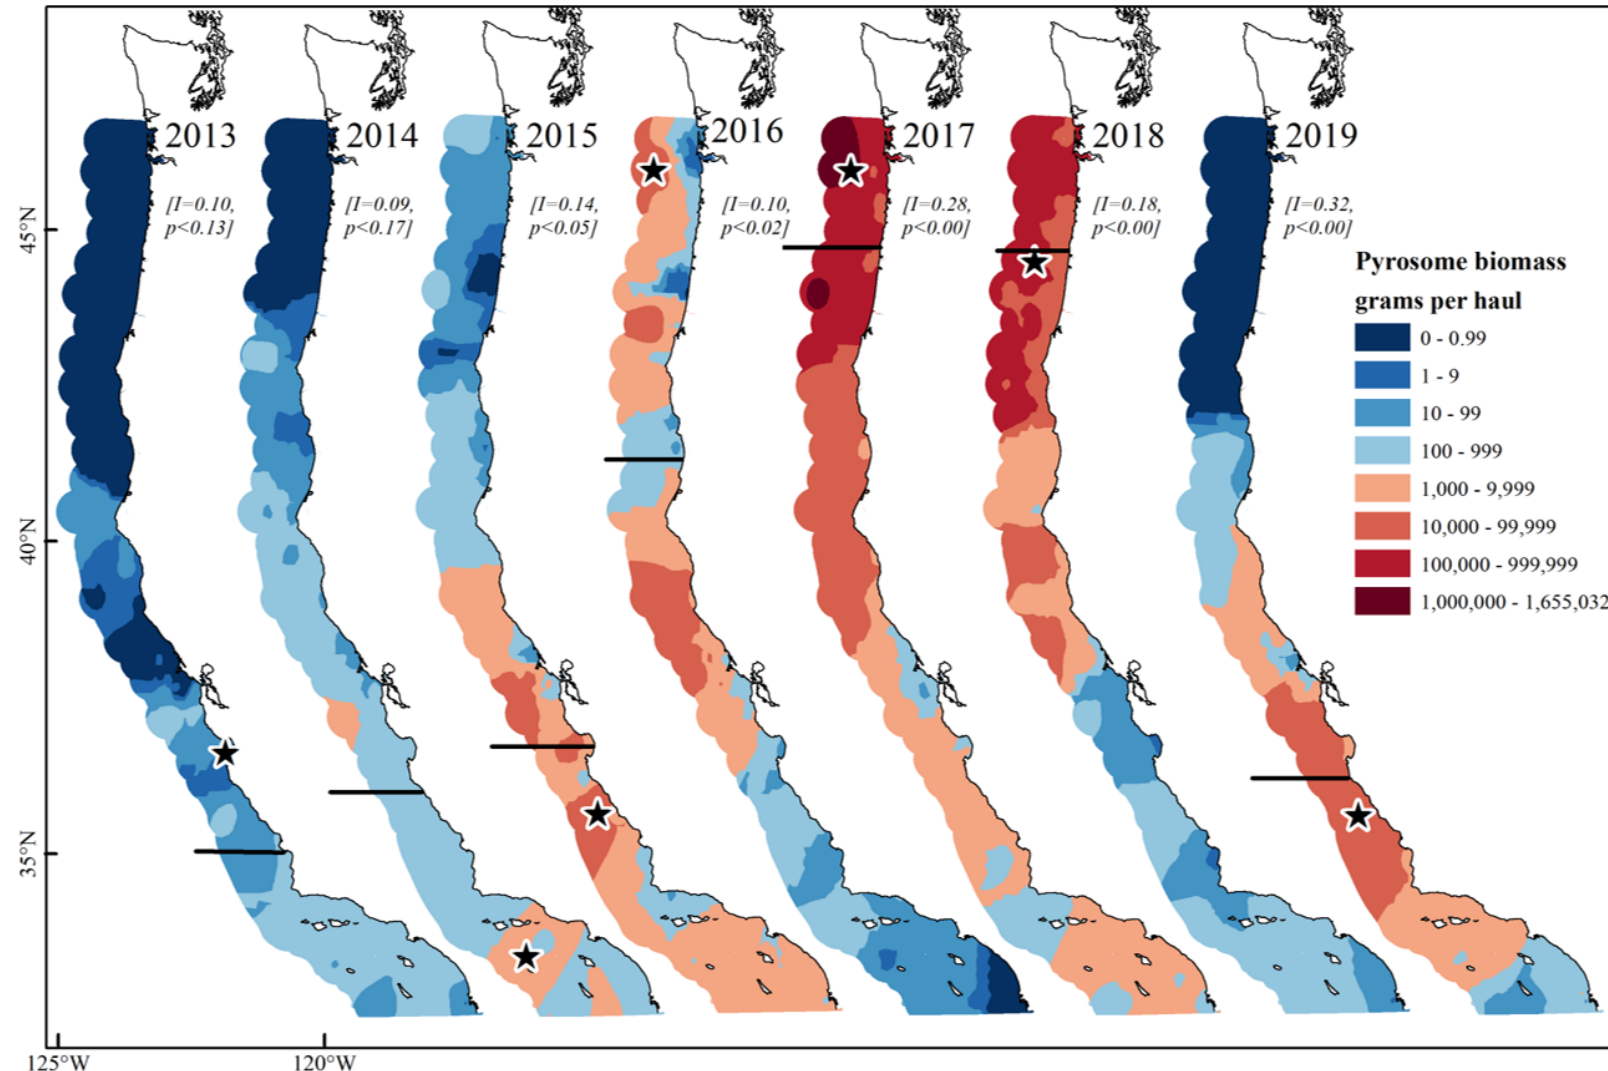 2013
2014
2015
2016
2017
2018
2019
[I=0.10,
p<0.13]
[I=0.09,
p<0.17]
[I=0.14,
p<0.05]
[I=0.10,
p<0.02]
[I=0.28,
p<0.00]
[I=0.18,
p<0.00]
[I=0.32,
p<0.00]
45°N
40°N
35°N
125°W
120°W
Pyrosome biomass
grams per haul
0 - 0.99
1 - 9
10 - 99
100 - 999
1,000 - 9,999
10,000 - 99,999
100,000 - 999,999
1,000,000 - 1,655,032